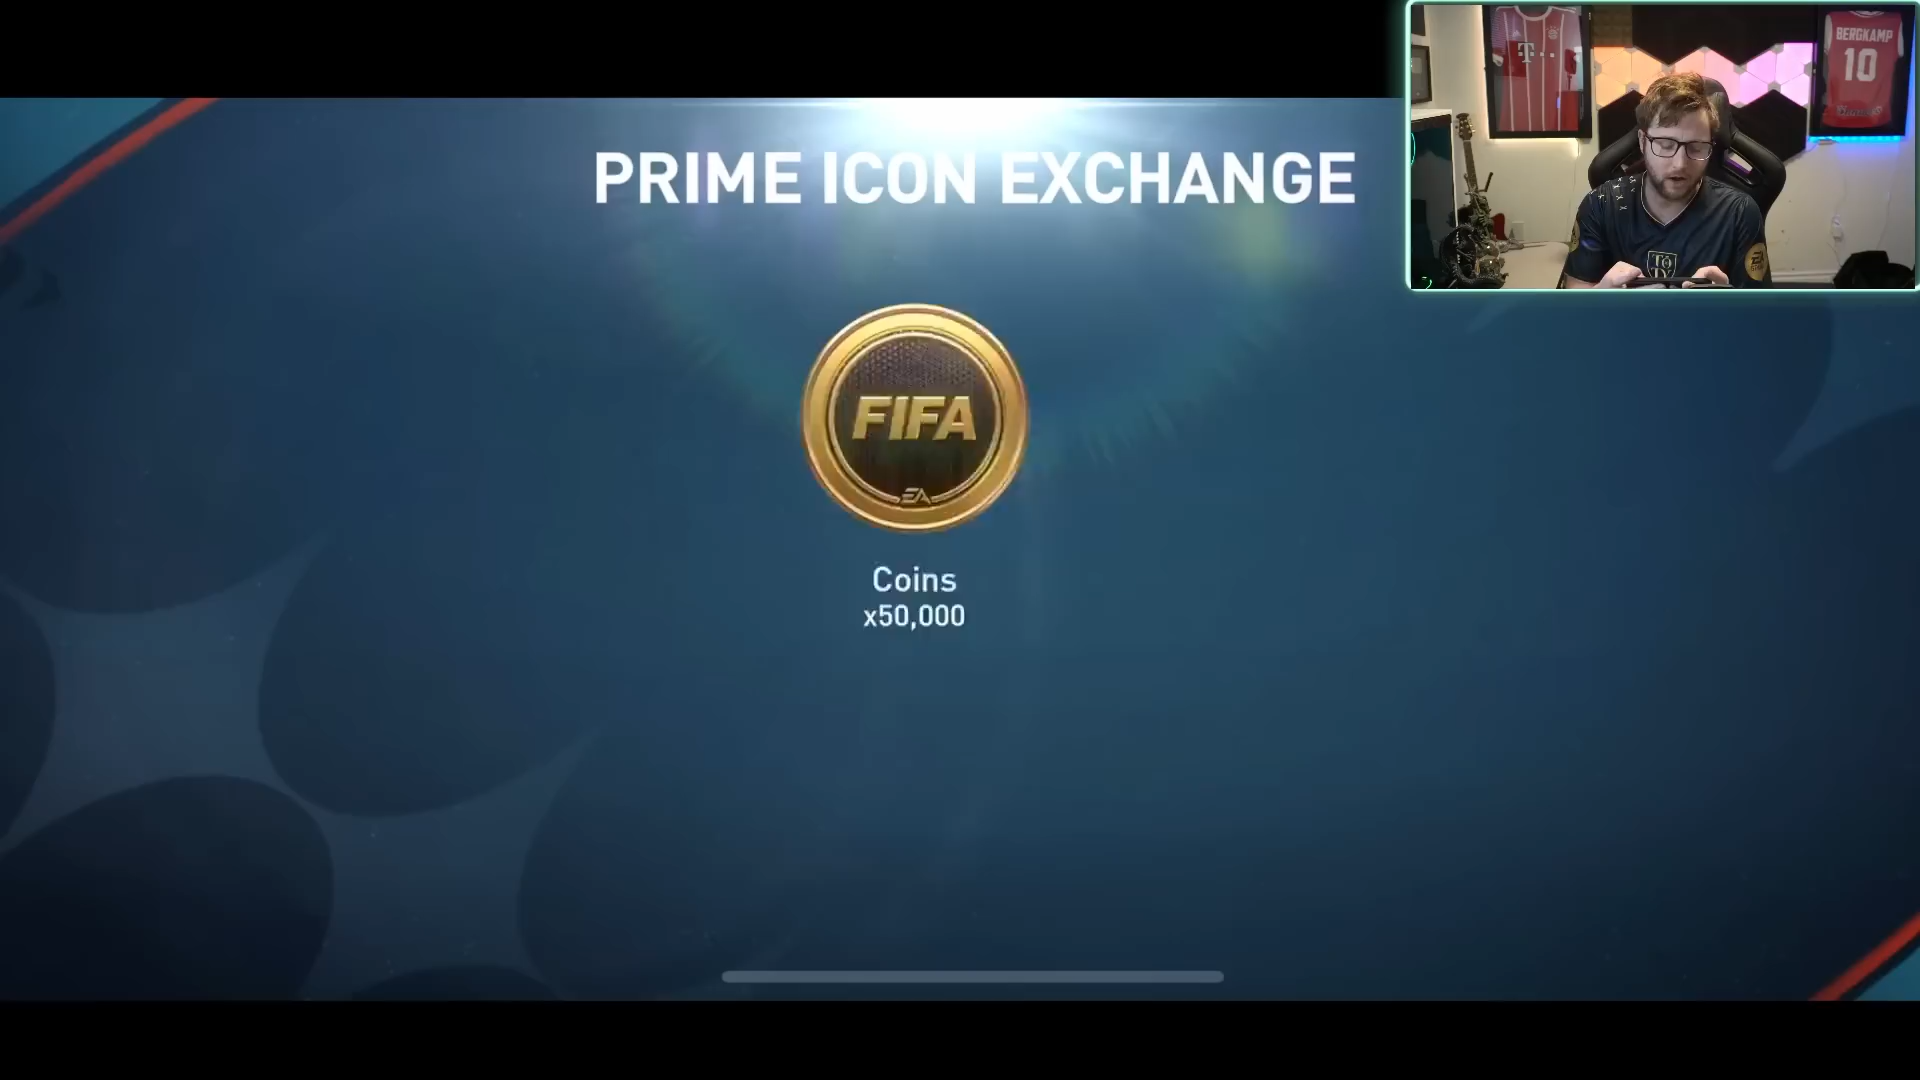 PRIME ICON EXCHANGE
FIFA
EA
Coins
x50,000
T
BERGKAMP
10